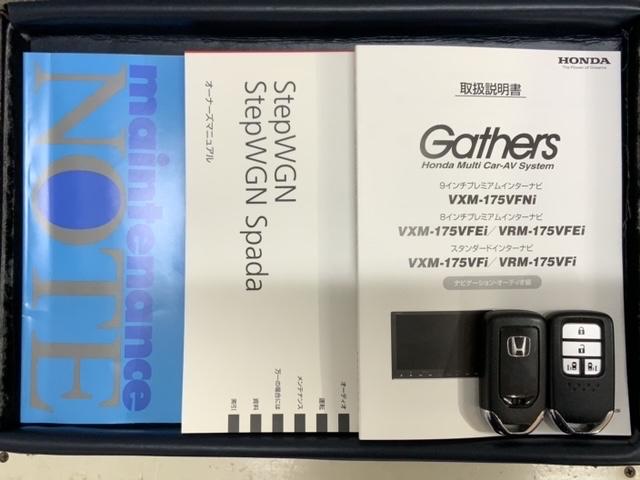 maintenance
NOTE
StepWGN
StepWGN Spada
オーナーズマニュアル
オーディオ
運転
メンテナンス
万一の場合には
資料
索引
HONDA
The Power of Dreams
取扱説明書
Gathers
Honda Multi Car-AV System
9インチプレミアムインターナビ
VXM-175VFNi
8インチプレミアムインターナビ
VXM-175VFEi／VRM-175VFEi
スタンダードインターナビ
VXM-175VFi／VRM-175VFi
ナビゲーション・オーディオ編